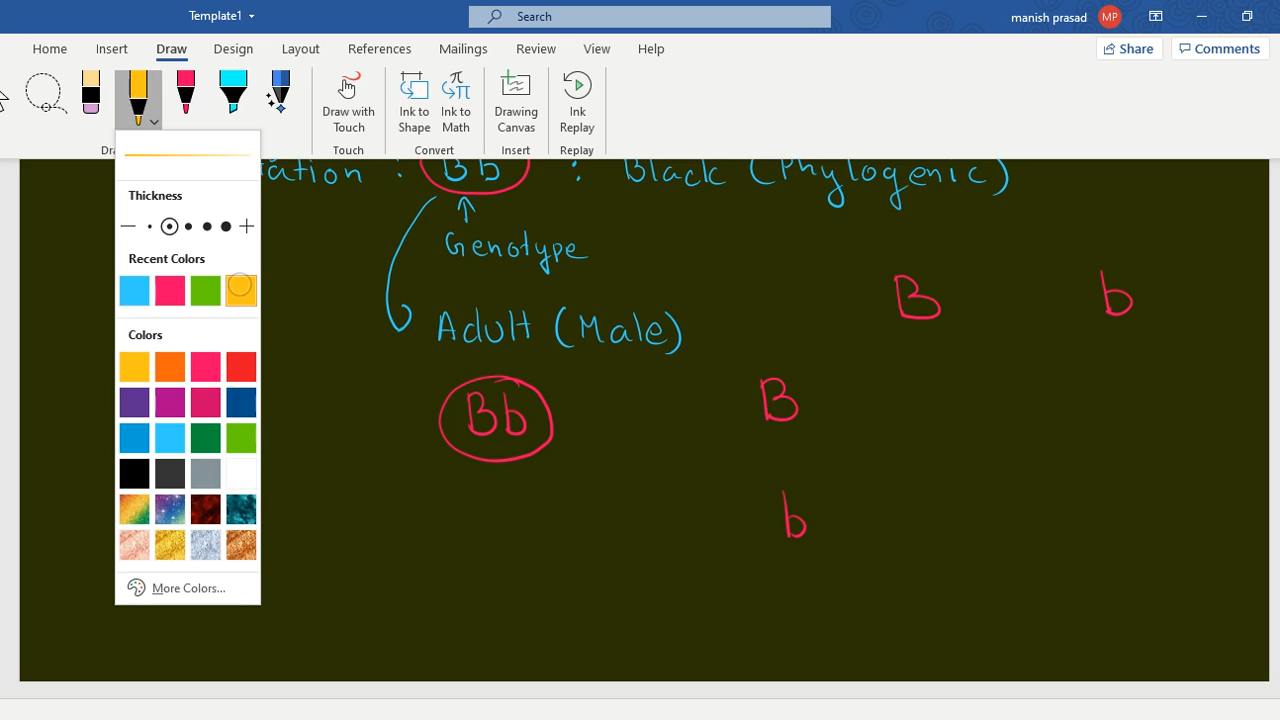 Template1
Search
manish prasad MP
Home Insert Draw Design Layout References Mailings Review View Help
Share Comments
Draw with Touch
Ink to Shape
Ink to Math
Drawing Canvas
Ink Replay
Touch Convert Insert Replay
Bb : Black (Phylogenic)
Thickness
Genotype
Recent Colors
B b
Adult (Male)
Colors
Bb
B
b
More Colors...